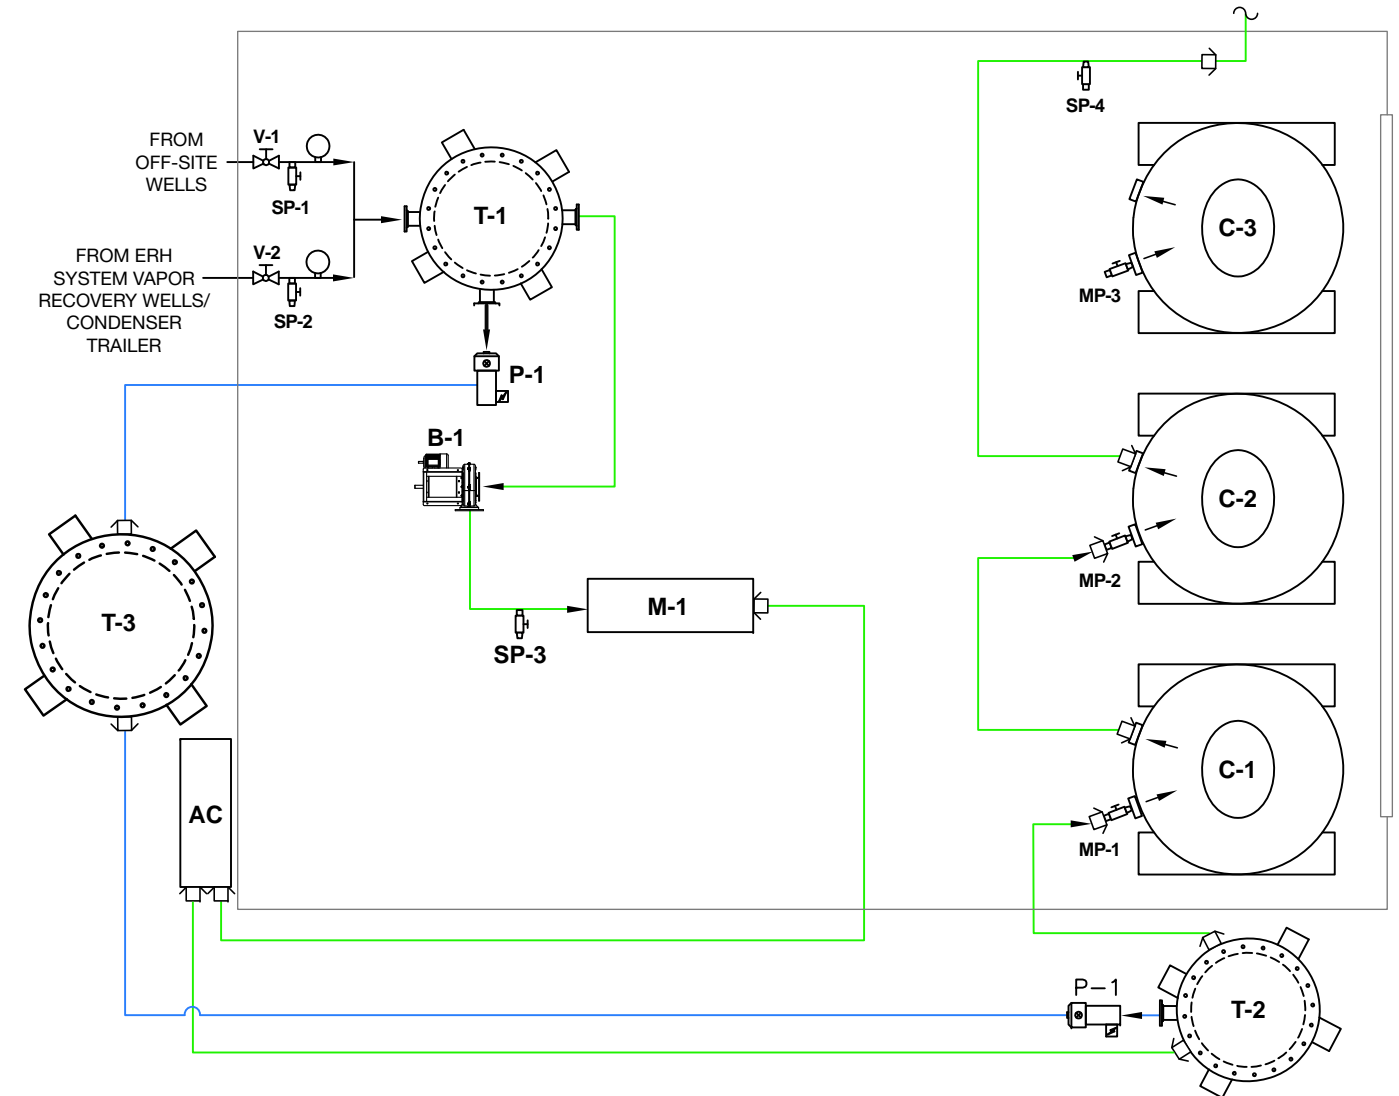 FROM
OFF-SITE
WELLS
V-1
SP-1
FROM ERH
SYSTEM VAPOR
RECOVERY WELLS/
CONDENSER
TRAILER
V-2
SP-2
T-1
P-1
B-1
SP-3
M-1
T-3
AC
SP-4
C-3
MP-3
C-2
MP-2
C-1
MP-1
P-1
T-2